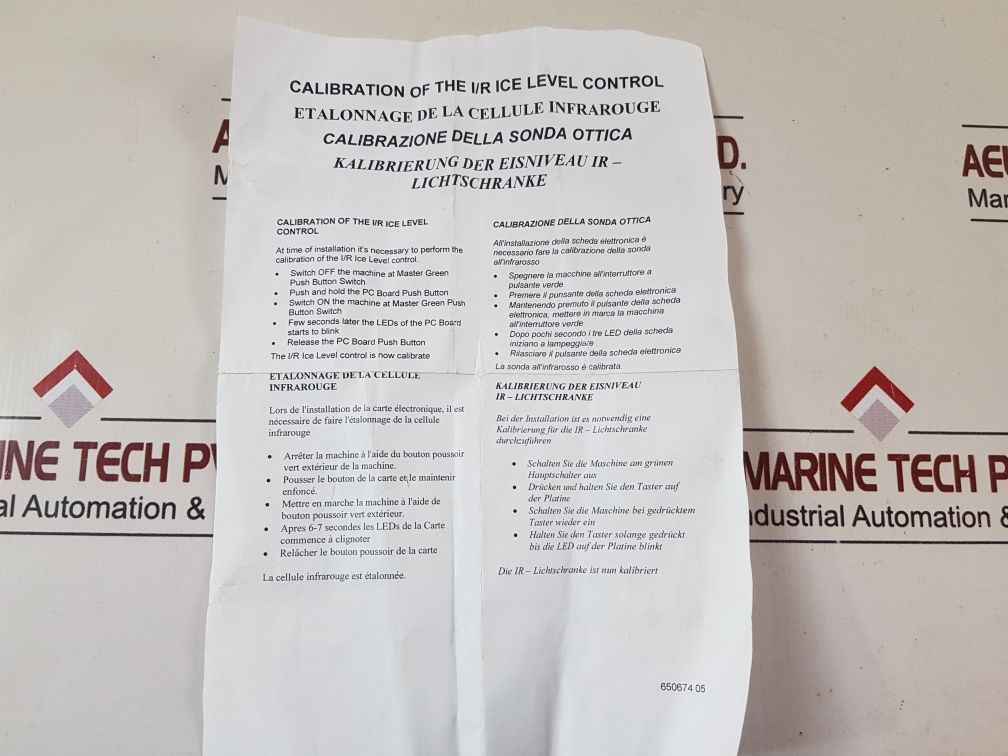 CALIBRATION OF THE I/R ICE LEVEL CONTROL
ETALONNAGE DE LA CELLULE INFRAROUGE
CALIBRAZIONE DELLA SONDA OTTICA
KALIBRIERUNG DER EISNIVEAU IR –
LICHTSCHRANKE
CALIBRATION OF THE I/R ICE LEVEL
CONTROL
At time of installation it's necessary to perform the
calibration of the I/R Ice Level control.
• Switch OFF the machine at Master Green
Push Button Switch
• Push and hold the PC Board Push Button
• Switch ON the machine at Master Green Push
Button Switch
• Few seconds later the LEDs of the PC Board
starts to blink
• Release the PC Board Push Button
The I/R Ice Level control is now calibrate
ETALONNAGE DE LA CELLULE
INFRAROUGE
Lors de l'installation de la carte électronique, il est
nécessaire de faire l'étalonnage de la cellule
infrarouge
• Arrêter la machine à l'aide du bouton poussoir
vert extérieur de la machine.
• Pousser le bouton de la carte et le maintenir
enfoncé.
• Mettre en marche la machine à l'aide de
bouton poussoir vert extérieur.
• Apres 6-7 secondes les LEDs de la Carte
commence à clignoter
• Relâcher le bouton poussoir de la carte
La cellule infrarouge est étalonnée.
CALIBRAZIONE DELLA SONDA OTTICA
All'installazione della scheda elettronica é
necessario fare la calibrazione della sonda
all'infrarosso
• Spegnere la macchine all'interruttore a
pulsante verde
• Premere il punsante della scheda elettronica
• Mantenendo premuto il pulsante della scheda
elettronica, mettere in marca la macchina
all'interruttore verde
• Dopo pochi secondo i tre LED della scheda
iniziano a lampeggiare
• Rilasciare il pulsante della scheda elettronica
La sonda all'infrarosso é calibrata.
KALIBRIERUNG DER EISNIVEAU
IR – LICHTSCHRANKE
Bei der Installation ist es notwendig eine
Kalibrierung für die IR – Lichtschranke
durchzuführen
• Schalten Sie die Maschine am grünen
Hauptschalter aus
• Drücken und halten Sie den Taster auf
der Platine
• Schalten Sie die Maschine bei gedrücktem
Taster wieder ein
• Halten Sie den Taster solange gedrückt
bis die LED auf der Platine blinkt
Die IR – Lichtschranke ist nun kalibriert
650674 05
D.
ry
AEU
Mar
INE TECH PV
al Automation &
MARINE TECH P
ndustrial Automation &